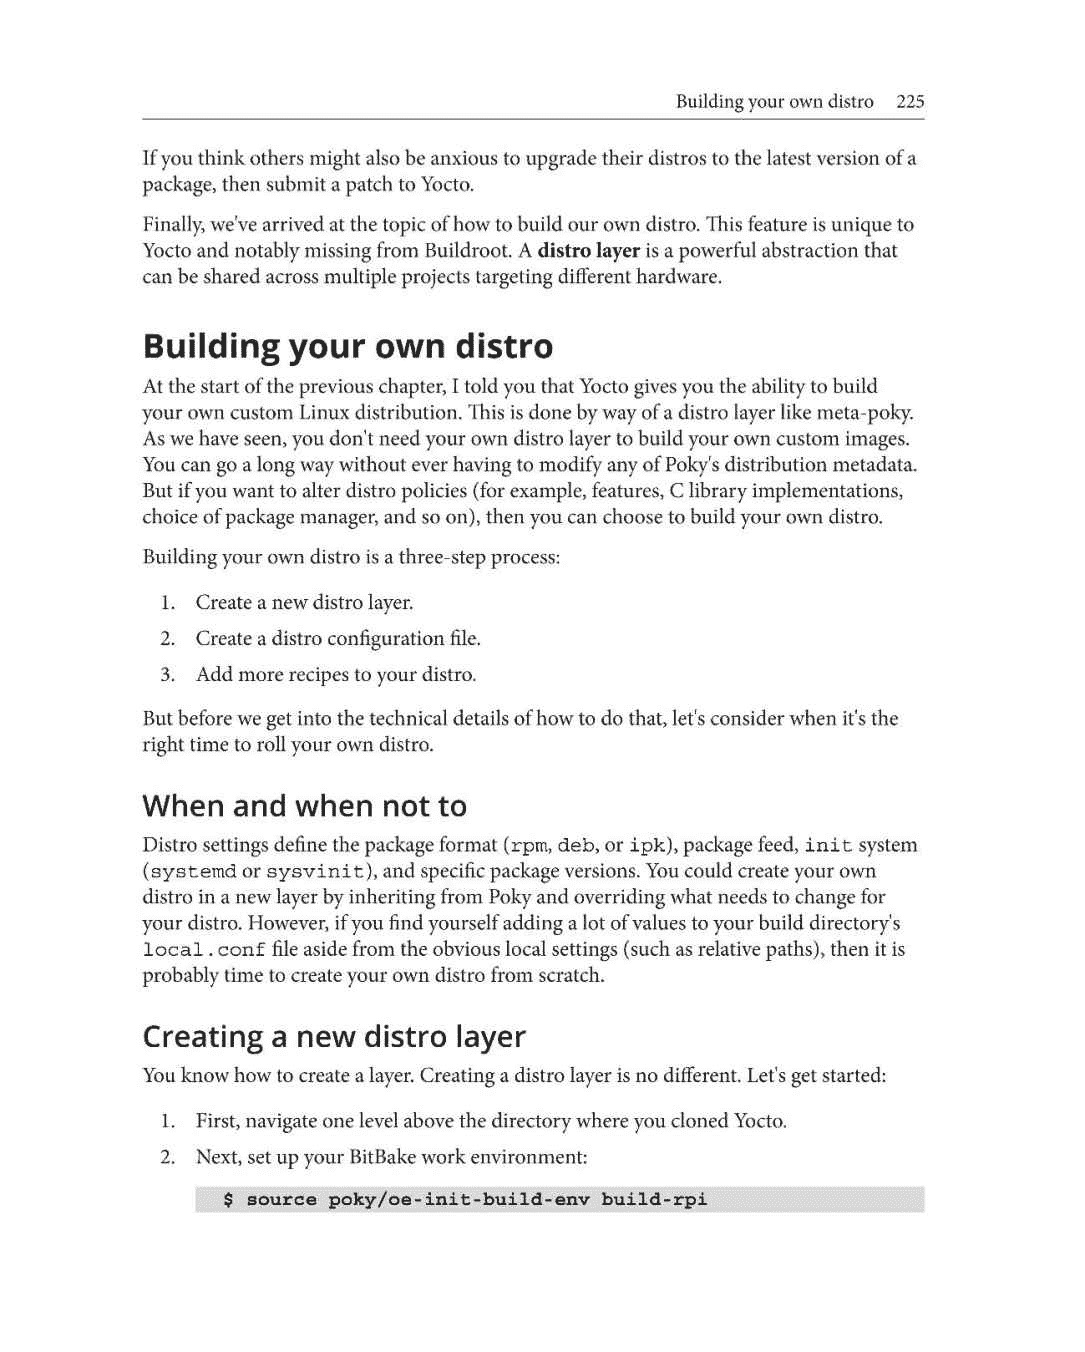 Building your own distro 225
If you think others might also be anxious to upgrade their distros to the latest version of a
package, then submit a patch to Yocto.
Finally, we've arrived at the topic of how to build our own distro. This feature is unique to
Yocto and notably missing from Buildroot. A distro layer is a powerful abstraction that
can be shared across multiple projects targeting different hardware.
Building your own distro
At the start of the previous chapter, I told you that Yocto gives you the ability to build
your own custom Linux distribution. This is done by way of a distro layer like meta-poky.
As we have seen, you don't need your own distro layer to build your own custom images.
You can go a long way without ever having to modify any of Poky's distribution metadata.
But if you want to alter distro policies (for example, features, C library implementations,
choice of package manager, and so on), then you can choose to build your own distro.
Building your own distro is a three-step process:
1. Create a new distro layer.
2. Create a distro configuration file.
3. Add more recipes to your distro.
But before we get into the technical details of how to do that, let's consider when it's the
right time to roll your own distro.
When and when not to
Distro settings define the package format (rpm, deb, or ipk), package feed, init system
(systemd or sysvinit), and specific package versions. You could create your own
distro in a new layer by inheriting from Poky and overriding what needs to change for
your distro. However, if you find yourself adding a lot of values to your build directory's
local.conf file aside from the obvious local settings (such as relative paths), then it is
probably time to create your own distro from scratch.
Creating a new distro layer
You know how to create a layer. Creating a distro layer is no different. Let's get started:
1. First, navigate one level above the directory where you cloned Yocto.
2. Next, set up your BitBake work environment:
$ source poky/oe-init-build-env build-rpi